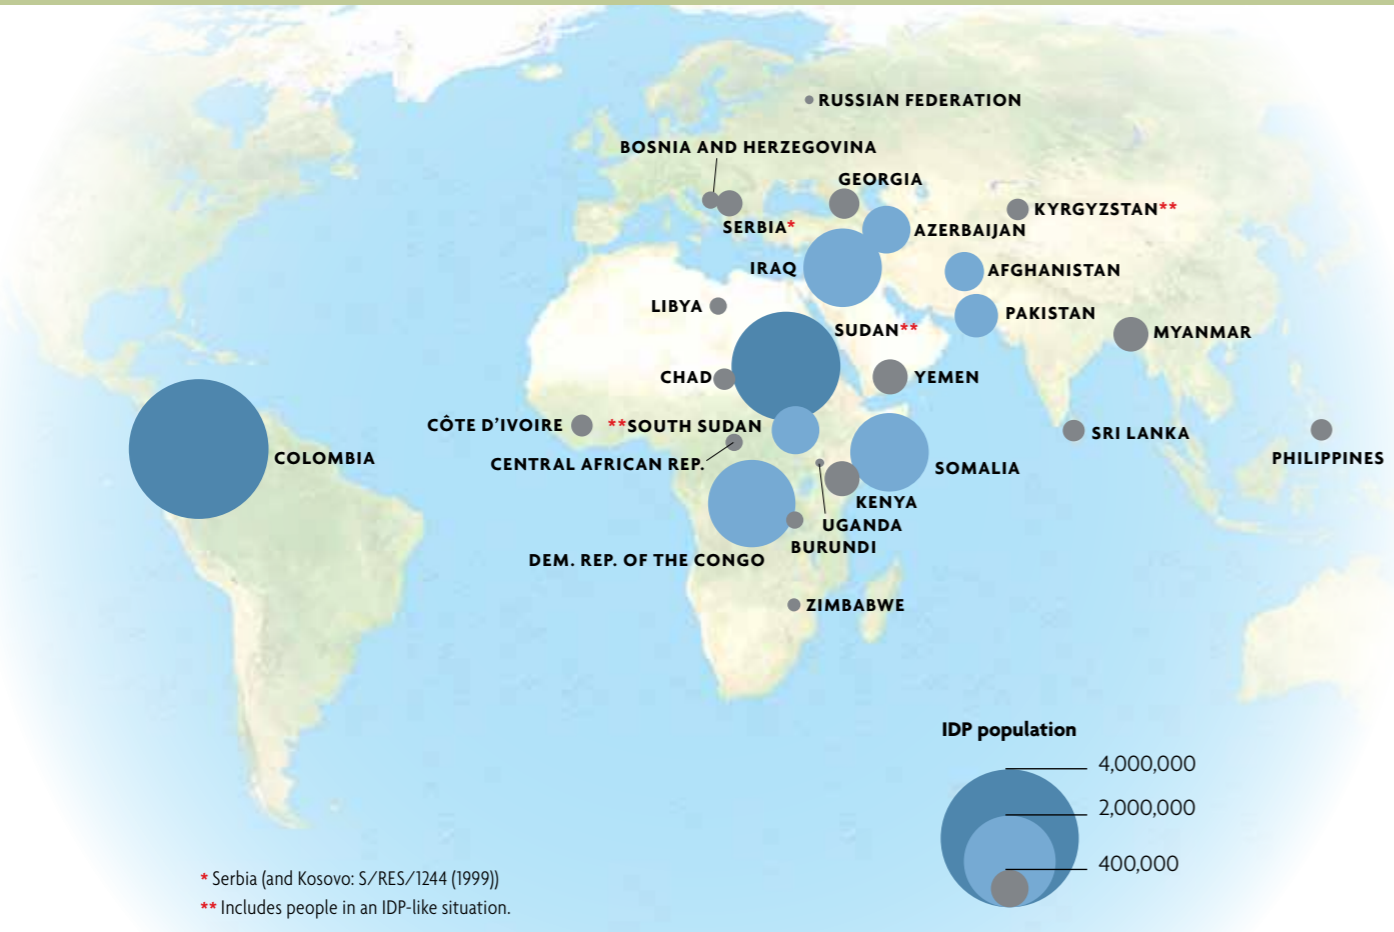 RUSSIAN FEDERATION
BOSNIA AND HERZEGOVINA
GEORGIA
KYRGYZSTAN**
SERBIA*
AZERBAIJAN
IRAQ
AFGHANISTAN
LIBYA
PAKISTAN
SUDAN**
MYANMAR
CHAD
YEMEN
CÔTE D'IVOIRE
**SOUTH SUDAN
SRI LANKA
COLOMBIA
CENTRAL AFRICAN REP.
PHILIPPINES
SOMALIA
KENYA
UGANDA
BURUNDI
DEM. REP. OF THE CONGO
ZIMBABWE
IDP population
4,000,000
2,000,000
400,000
* Serbia (and Kosovo: S/RES/1244 (1999))
** Includes people in an IDP-like situation.